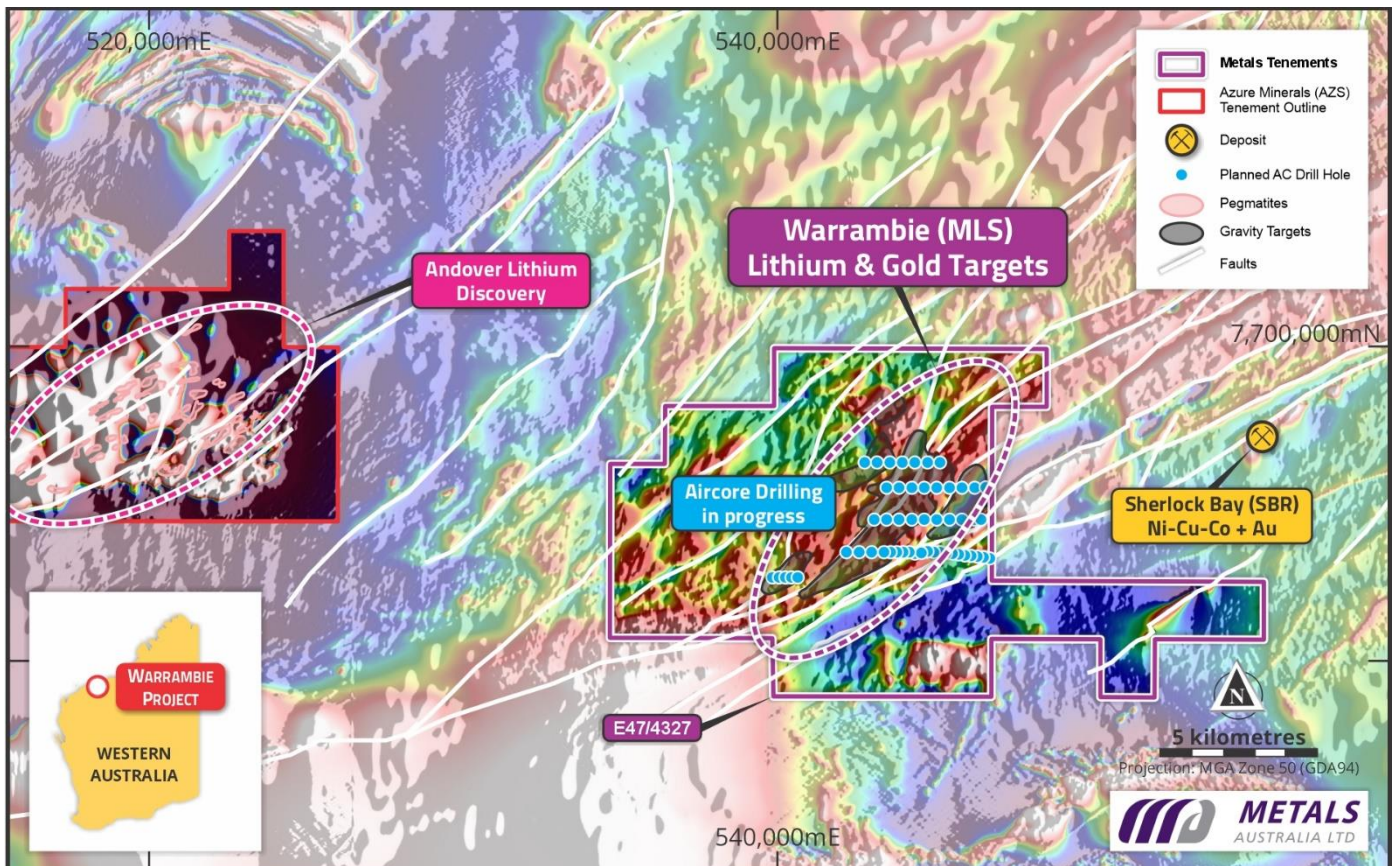 520,000mE
540,000mE
Metals Tenements
Azure Minerals (AZS)
Tenement Outline
Deposit
Planned AC Drill Hole
Pegmatites
Gravity Targets
Faults
Warrambie (MLS)
Lithium & Gold Targets
Andover Lithium
Discovery
7,700,000mN
Aircore Drilling
in progress
Sherlock Bay (SBR)
Ni-Cu-Co + Au
WARRAMBIE
PROJECT
WESTERN
AUSTRALIA
E47/4327
N
5 kilometres
Projection: MGA Zone 50 (GDA94)
540,000mE
METALS
AUSTRALIA LTD